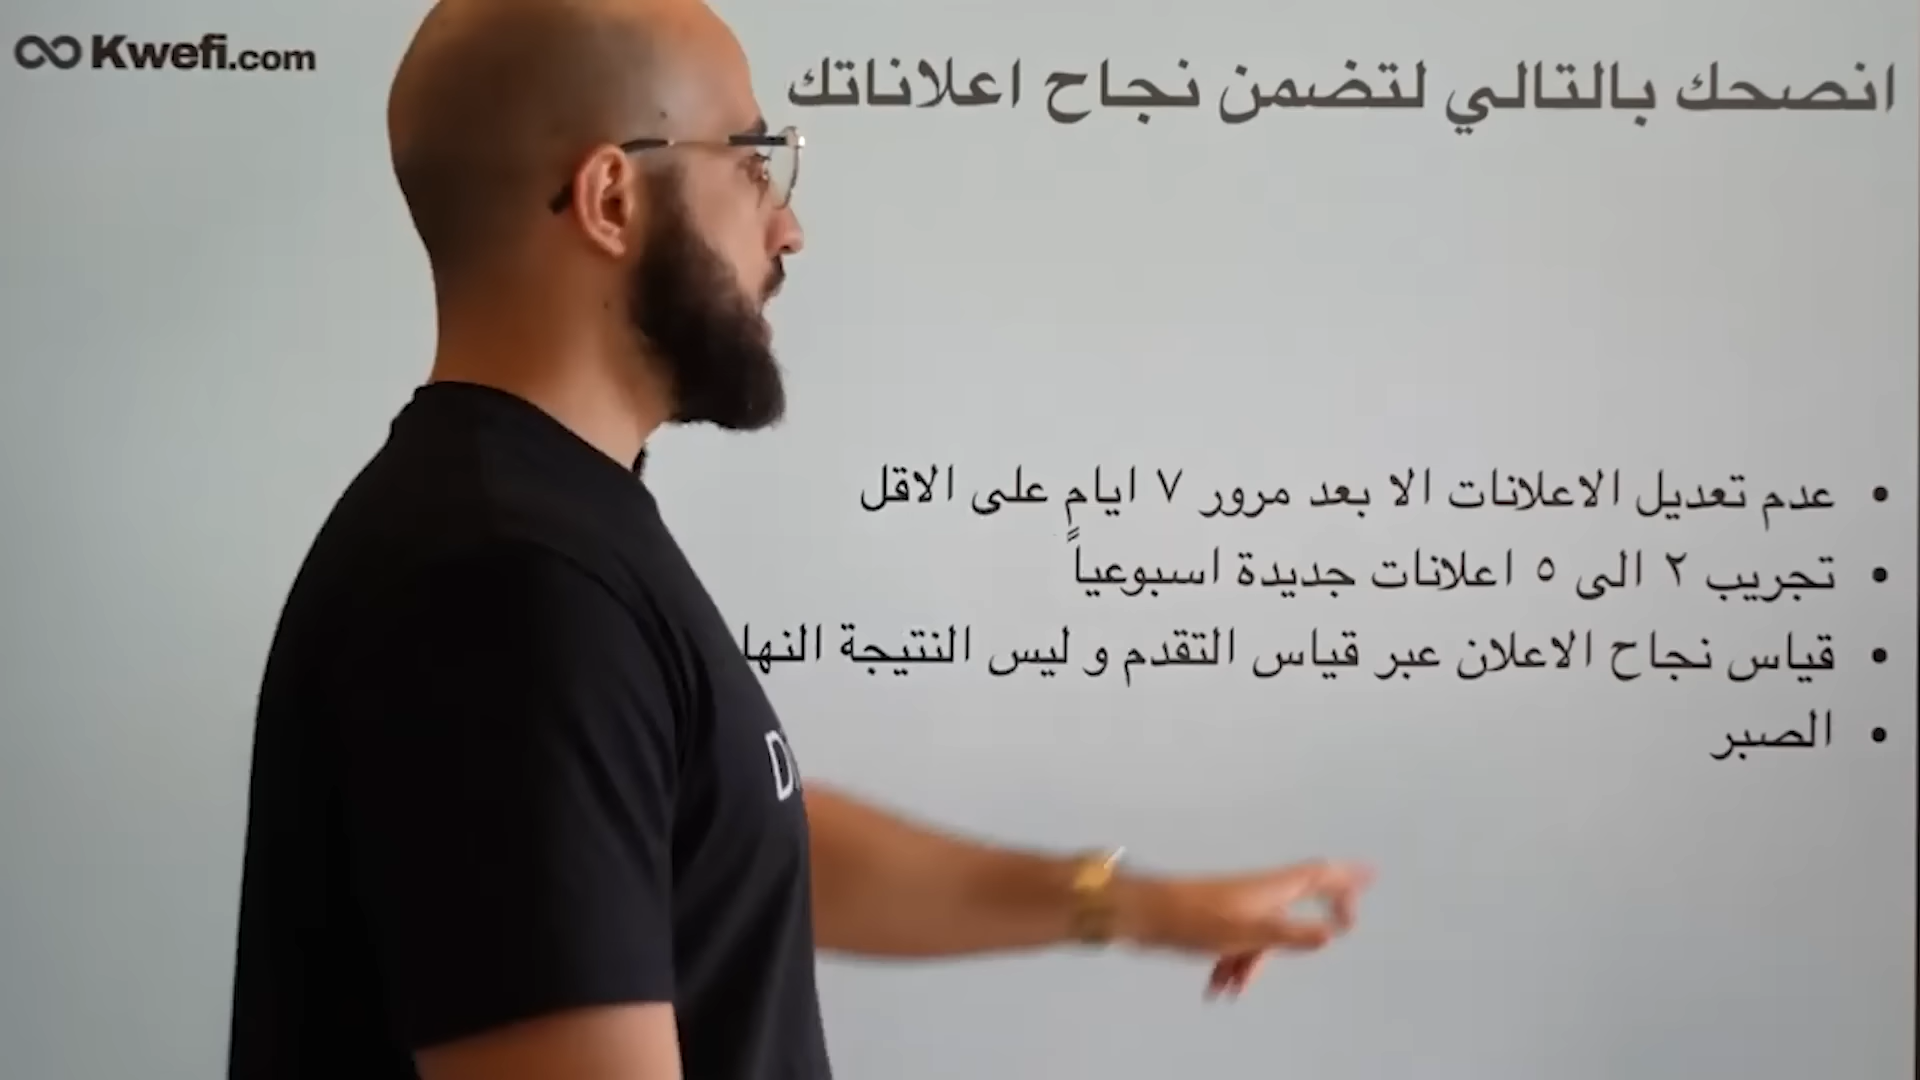 Kwefi.com
انصحك بالتالي لتضمن نجاح اعلاناتك
• عدم تعديل الاعلانات الا بعد مرور ٧ ايام على الاقل
• تجريب ٢ الى ٥ اعلانات جديدة اسبوعياً
• قياس نجاح الاعلان عبر قياس التقدم و ليس النتيجة
• الصبر